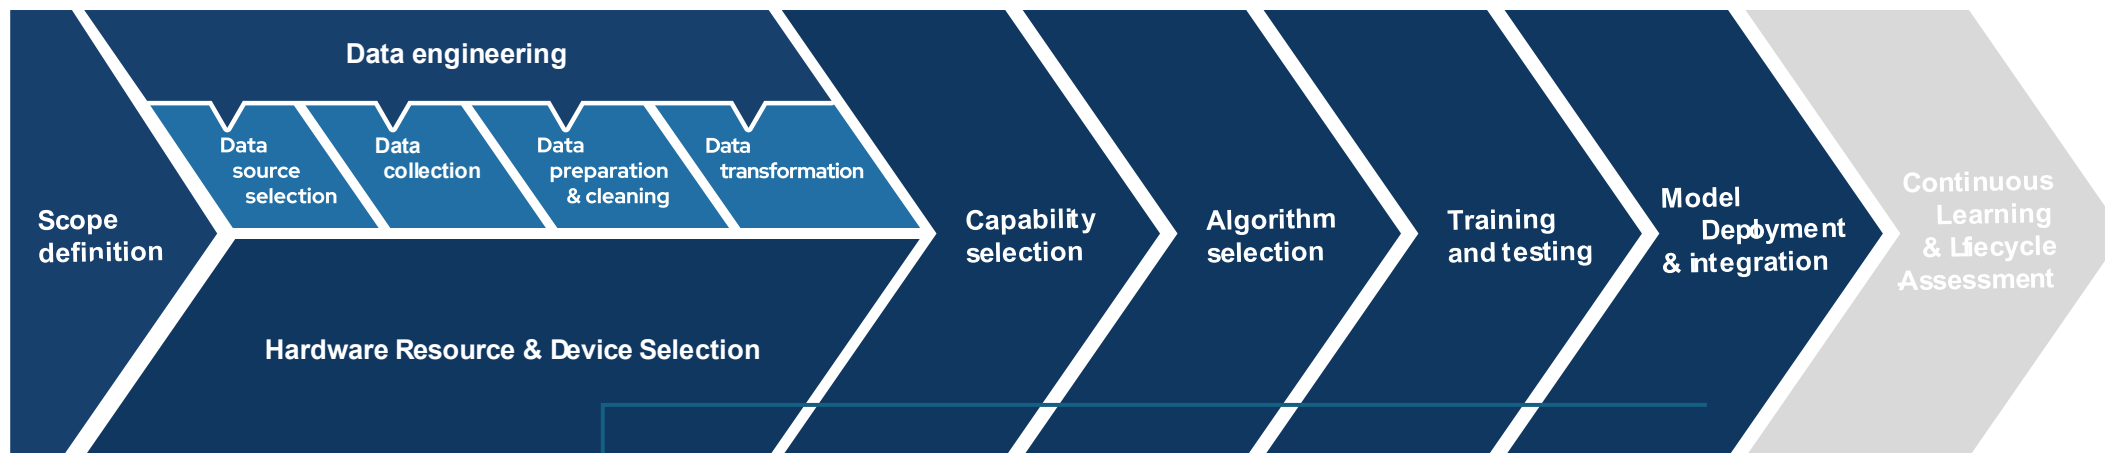 Data engineering
Data
source
selection
Data
collection
Data
preparation
& cleaning
Data
transformation
Scope
definition
Hardware Resource & Device Selection
Capability
selection
Algorithm
selection
Training
and testing
Model
Deployment
& integration
Continuous
Learning
& Lifecycle
Assessment